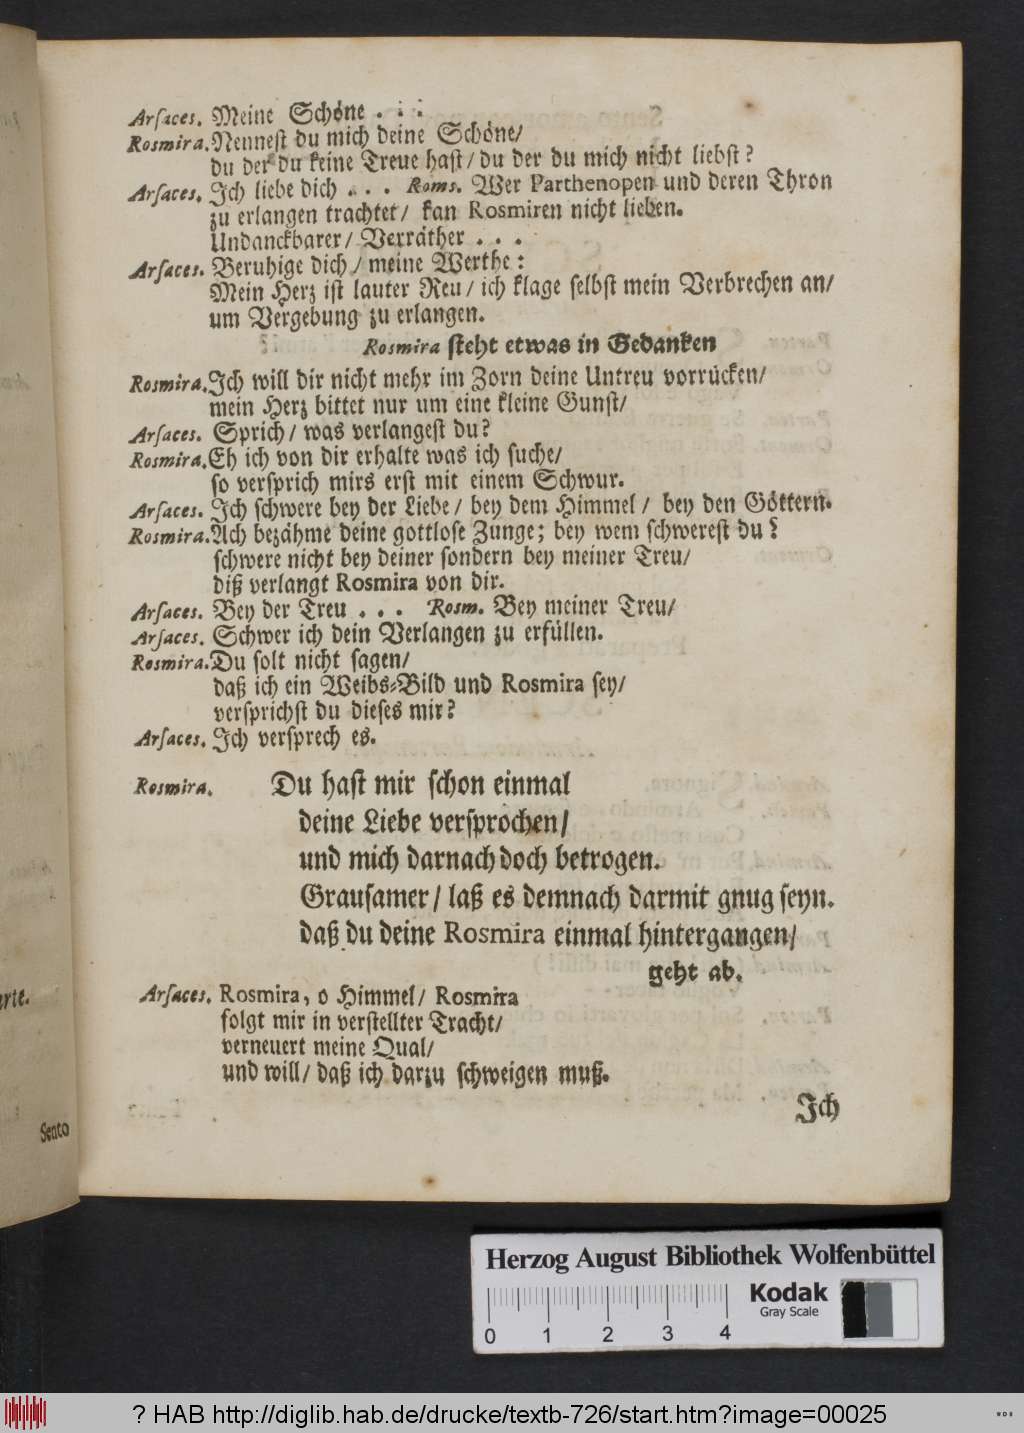 Arſaces. Meine Schöne . . .
Rosmira. Nenneſt du mich deine Schöne/
du der du keine Treue haſt/ du der du mich nicht liebſt?
Arſaces. Ich liebe dich . . . Roms. Wer Parthenopen und deren Thron
zu erlangen trachtet/ kan Rosmiren nicht lieben.
Undanckbarer/ Verräther . . .
Arſaces. Beruhige dich/ meine Werthe:
Mein Herz iſt lauter Reu/ ich klage ſelbſt mein Verbrechen an/
um Vergebung zu erlangen.
Rosmira ſteht etwas in Gedanken
Rosmira. Ich will dir nicht mehr im Zorn deine Untreu vorrücken/
mein Herz bittet nur um eine kleine Gunſt/
Arſaces. Sprich/ was verlangeſt du?
Rosmira. Eh ich von dir erhalte was ich ſuche/
ſo verſprich mirs erſt mit einem Schwur.
Arſaces. Ich ſchwere bey der Liebe/ bey dem Himmel/ bey den Göttern.
Rosmira. Ach bezähme deine gottloſe Zunge; bey wem ſchwereſt du?
ſchwere nicht bey deiner ſondern bey meiner Treu/
diß verlangt Rosmira von dir.
Arſaces. Bey der Treu . . . Rosm. Bey meiner Treu/
Arſaces. Schwer ich dein Verlangen zu erfüllen.
Rosmira. Du ſolt nicht ſagen/
daß ich ein Weibs-Bild und Rosmira ſey/
verſprichſt du dieſes mir?
Arſaces. Ich verſprech es.
Rosmira. Du haſt mir ſchon einmal
deine Liebe verſprochen/
und mich darnach doch betrogen.
Grauſamer/ laß es demnach darmit gnug ſeyn.
daß du deine Rosmira einmal hintergangen/
geht ab.
Arſaces. Rosmira, o Himmel/ Rosmira
folgt mir in verſtellter Tracht/
verneuert meine Qual/
und will/ daß ich darzu ſchweigen muß.
Ich
Sento
Herzog August Bibliothek Wolfenbüttel
Kodak
Gray Scale
0 1 2 3 4
? HAB http://diglib.hab.de/drucke/textb-726/start.htm?image=00025